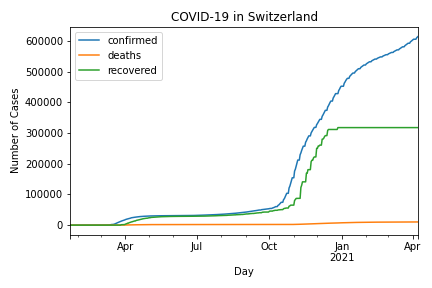 COVID-19 in Switzerland
confirmed
deaths
recovered
Number of Cases
600000
500000
400000
300000
200000
100000
0
Apr
Jul
Oct
Jan
2021
Apr
Day